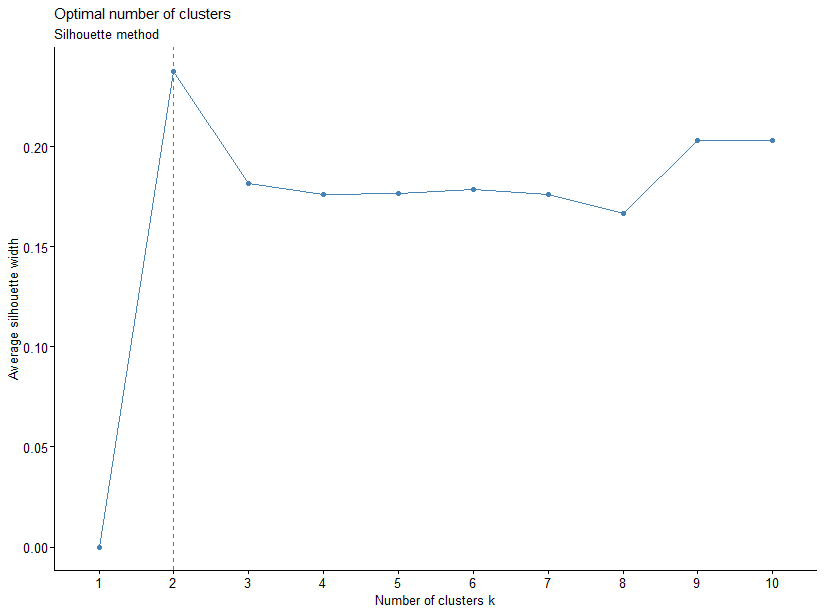 Optimal number of clusters
Silhouette method
Average silhouette width
0.20
0.15
0.10
0.05
0.00
1 2 3 4 5 6 7 8 9 10
Number of clusters k